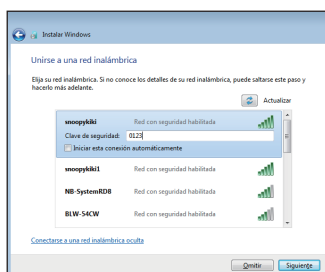 Instalar Windows
Unirse a una red inalámbrica
Elija su red inalámbrica. Si no conoce los detalles de su red inalámbrica, puede saltarse este paso y
hacerlo más adelante.
Actualizar
snoopykiki Red con seguridad habilitada
Clave de seguridad: 0123
Iniciar esta conexión automáticamente
snoopykiki1 Red con seguridad habilitada
NB-SystemRD8 Red con seguridad habilitada
BLW-54CW Red con seguridad habilitada
Conectarse a una red inalámbrica oculta
Omitir Siguiente